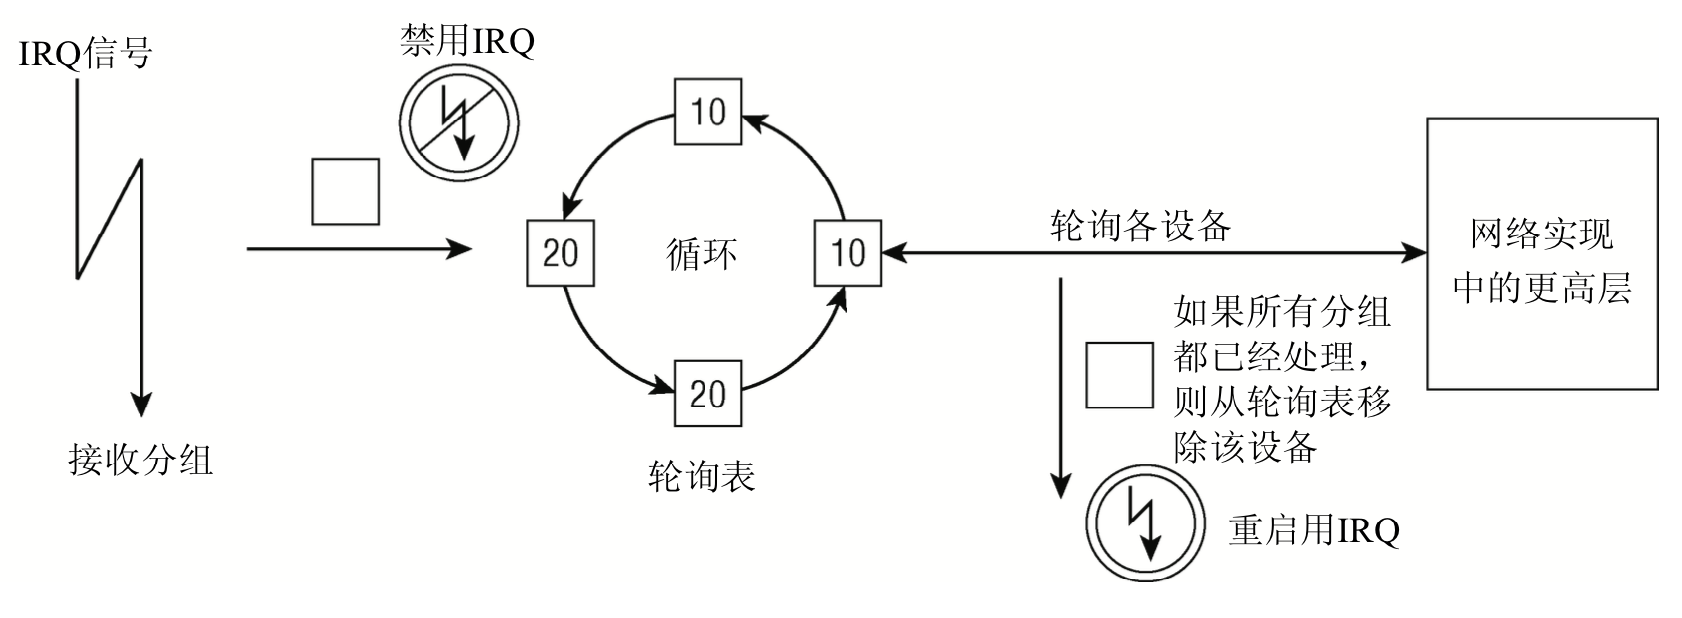 IRQ信号
接收分组
禁用IRQ
10
20
循环
10
20
轮询表
轮询各设备
如果所有分组
都已经处理，
则从轮询表移
除该设备
重启用IRQ
网络实现
中的更高层